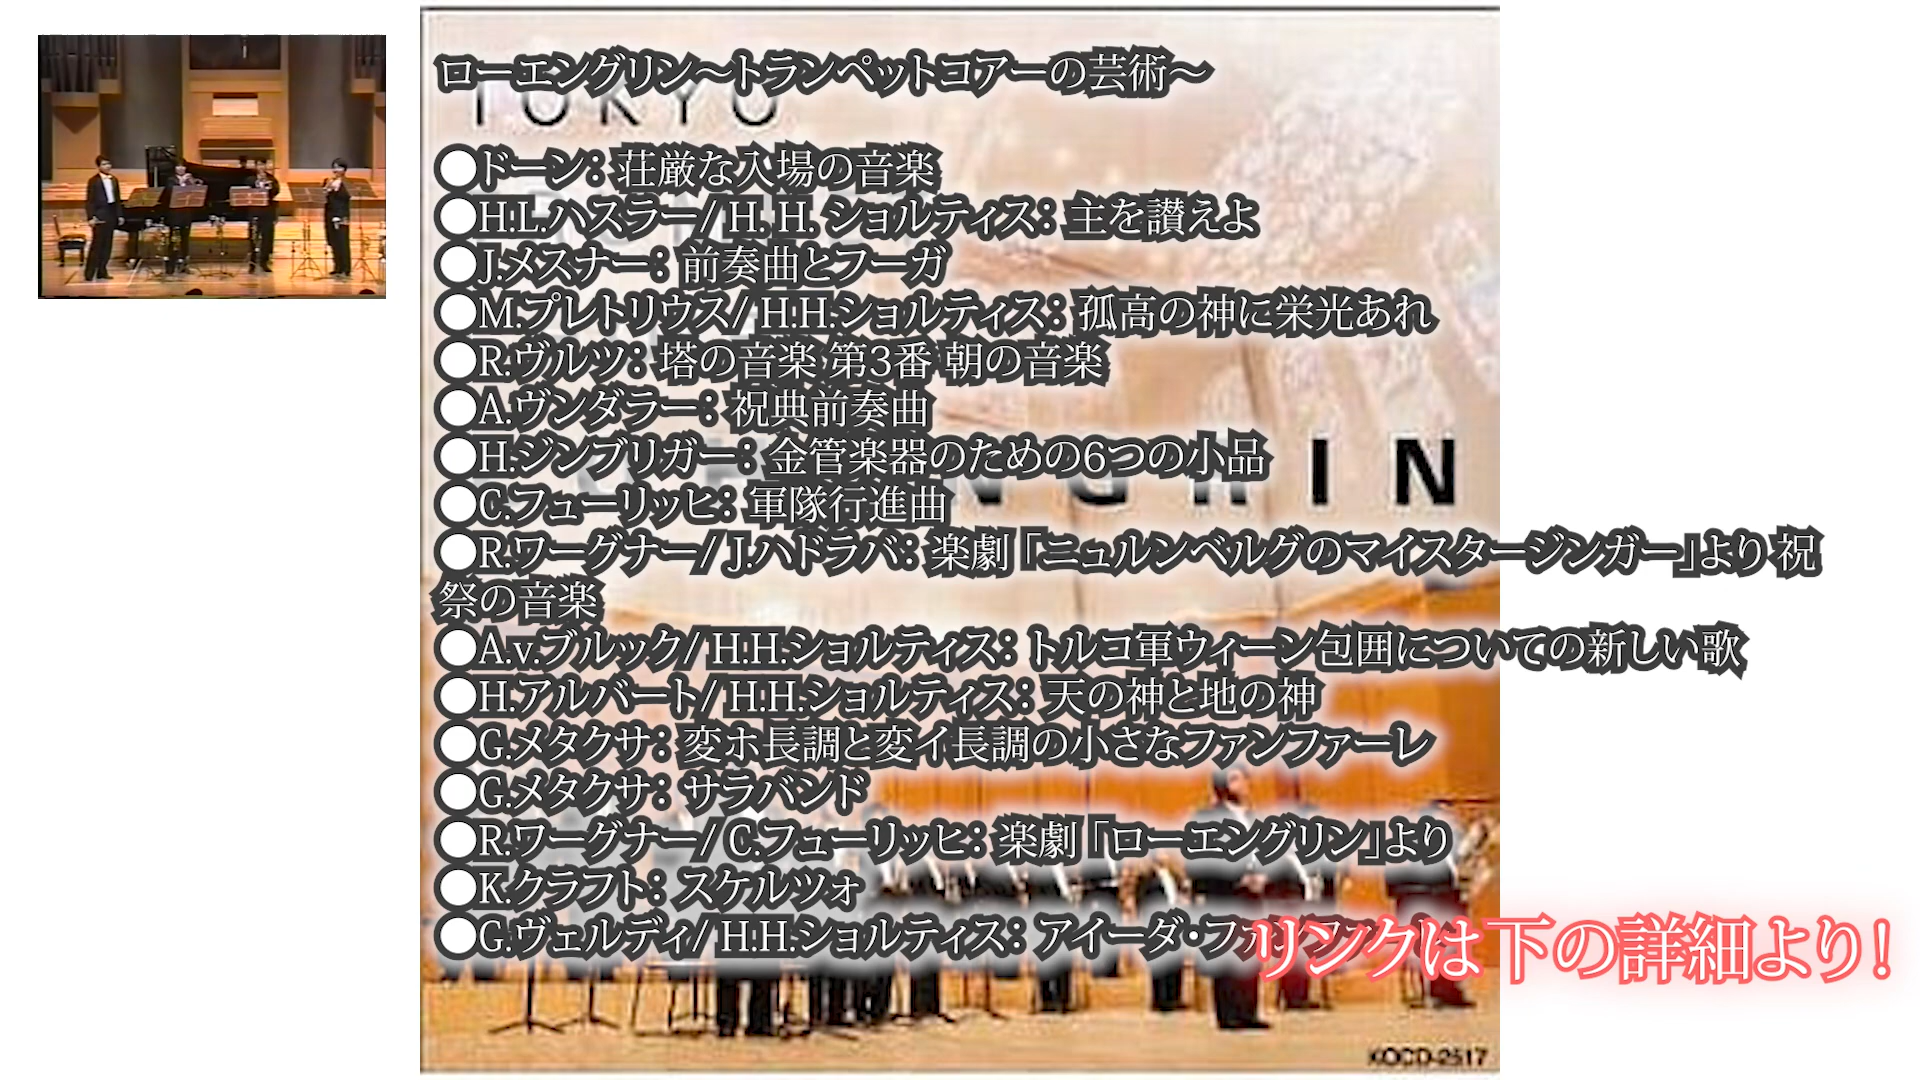 ローエングリン～トランペットコアーの芸術～
TOKYO
●ドーン： 荘厳な入場の音楽
●H.L.ハスラー/ H. H. ショルティス： 主を讃えよ
●J.メスナー： 前奏曲とフーガ
●M.プレトリウス/ H.H.ショルティス： 孤高の神に栄光あれ
●R.ヴルツ： 塔の音楽 第3番 朝の音楽
●A.ヴンダラー： 祝典前奏曲
●H.ジンブリガー： 金管楽器のための6つの小品
●C.フューリッヒ： 軍隊行進曲
●R.ワーグナー/ J.ハドラバ： 楽劇 「ニュルンベルグのマイスタージンガー」より 祝
祭の音楽
●A.v.ブルック/ H.H.ショルティス： トルコ軍ウィーン包囲についての新しい歌
●H.アルバート/ H.H.ショルティス： 天の神と地の神
●G.メタクサ： 変ホ長調と変イ長調の小さなファンファーレ
●G.メタクサ： サラバンド
●R.ワーグナー/ C.フューリッヒ： 楽劇 「ローエングリン」より
●K.クラフト： スケルツォ
●G.ヴェルディ/ H.H.ショルティス： アイーダ・ファンファーレ
リンクは下の詳細より！
KOCD-2517